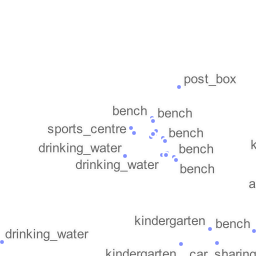 post_box
bench
bench
sports_centre
bench
drinking_water
bench
drinking_water
bench
kindergarten
bench
drinking_water
kindergarten
car_sharing